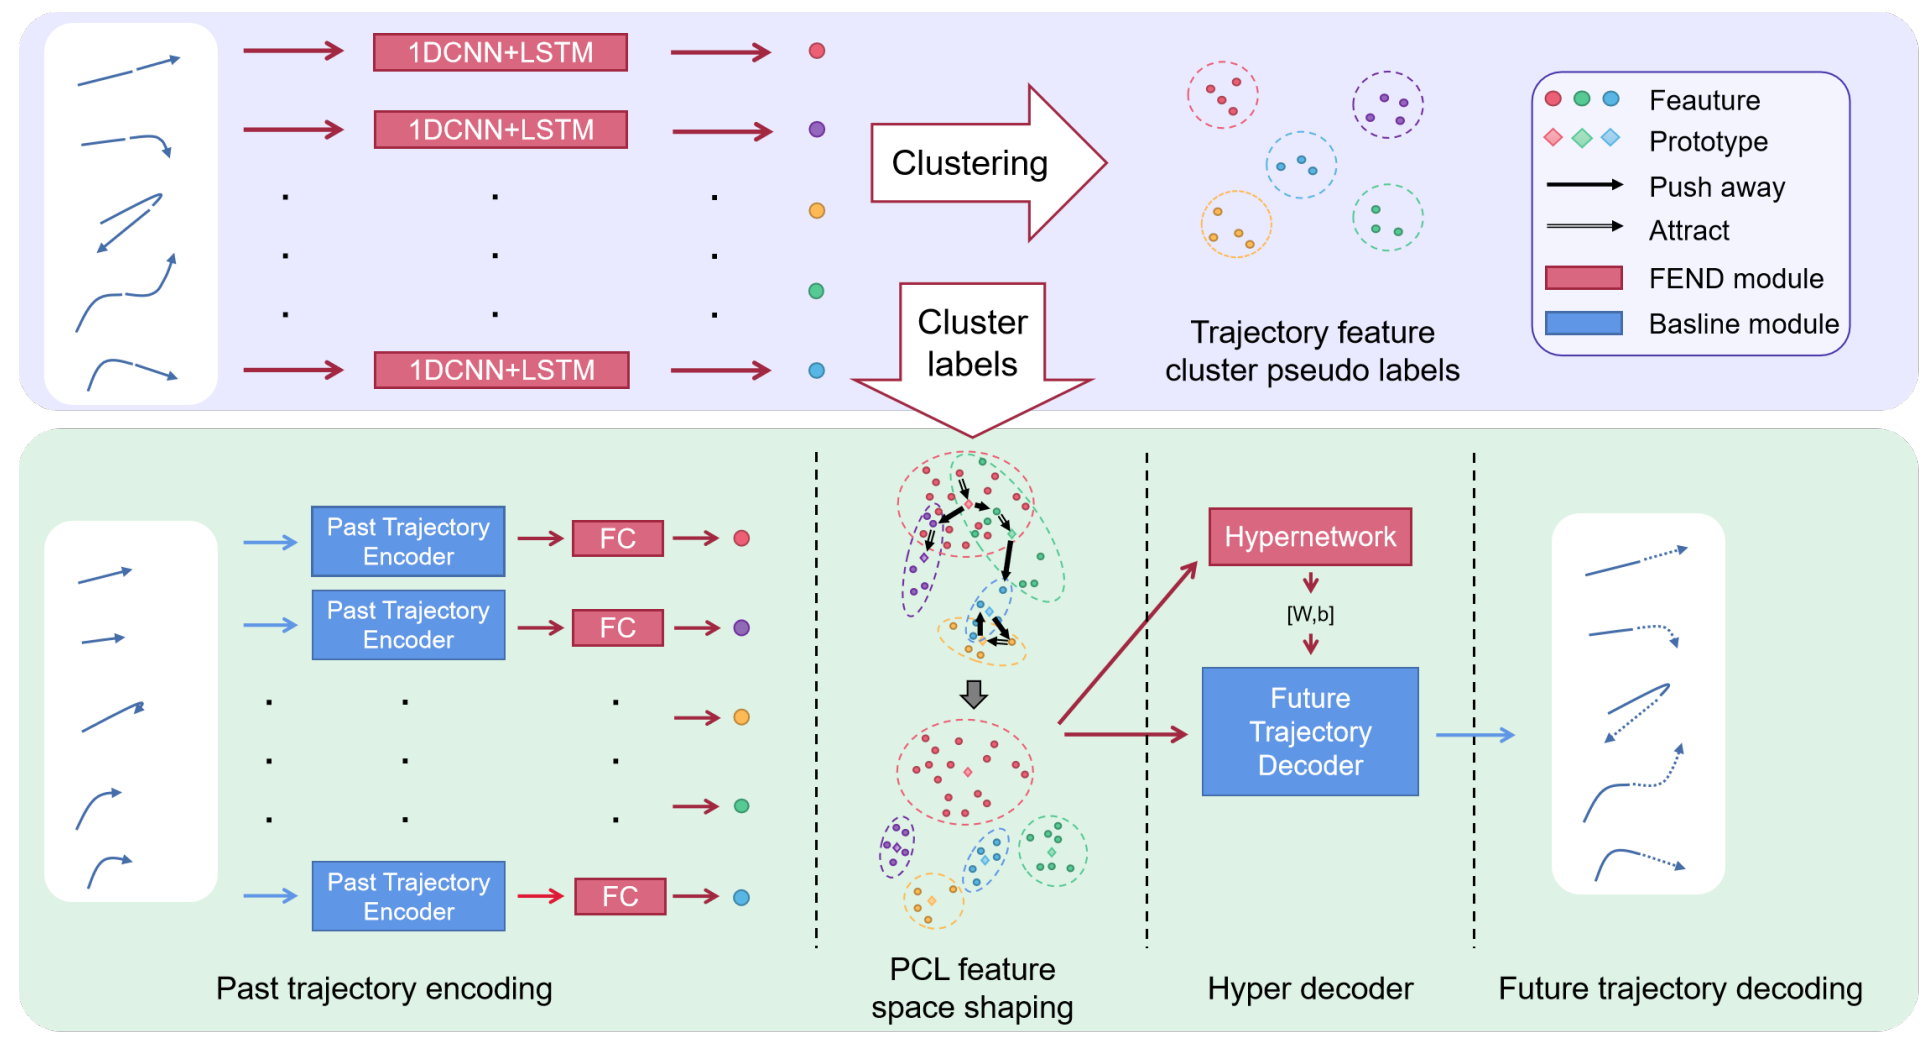 1DCNN+LSTM
1DCNN+LSTM
1DCNN+LSTM
Clustering
Cluster
labels
Trajectory feature
cluster pseudo labels
Feauture
Prototype
Push away
Attract
FEND module
Basline module
Past Trajectory
Encoder
FC
Past Trajectory
Encoder
FC
Past Trajectory
Encoder
FC
Past trajectory encoding
PCL feature
space shaping
Hypernetwork
[W,b]
Future
Trajectory
Decoder
Hyper decoder
Future trajectory decoding